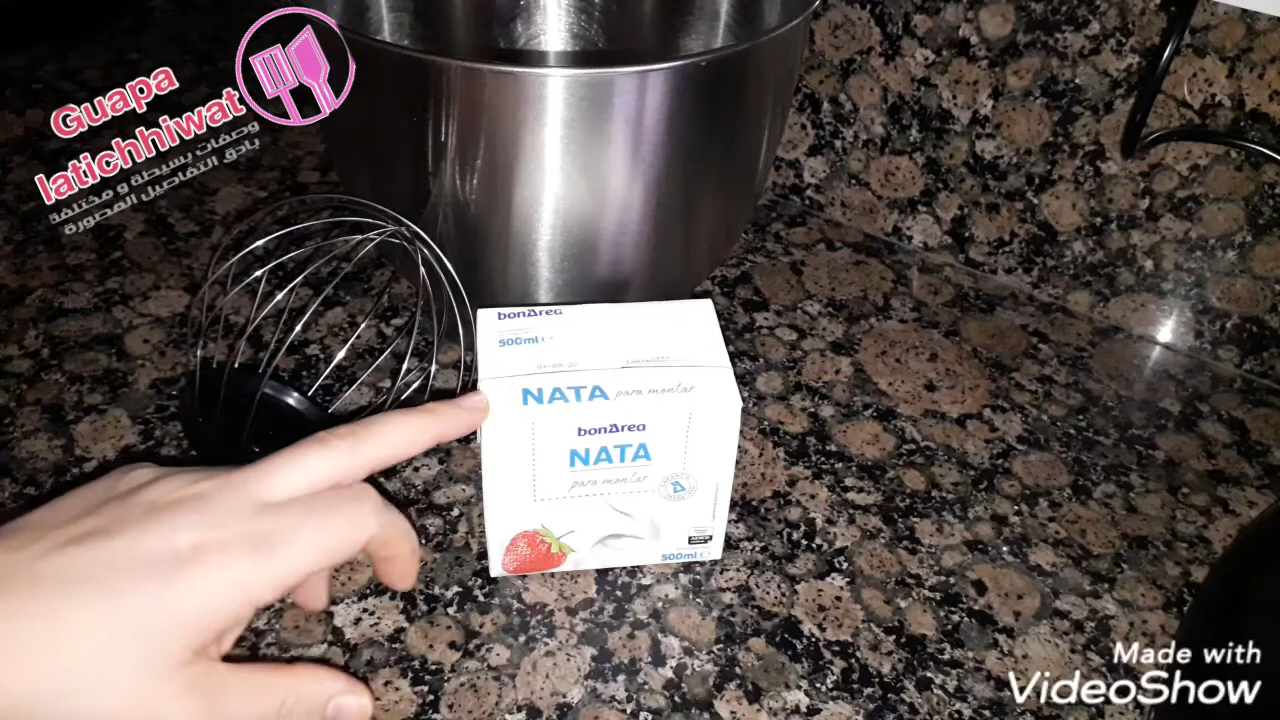 Guapa
latichhiwat
وصفات بسيطة و مختلفة
بادق التفاصيل المصورة
bonÀrea
500ml
NATA para montar
bonÀrea
NATA
para montar
500ml e
Made with
VideoShow